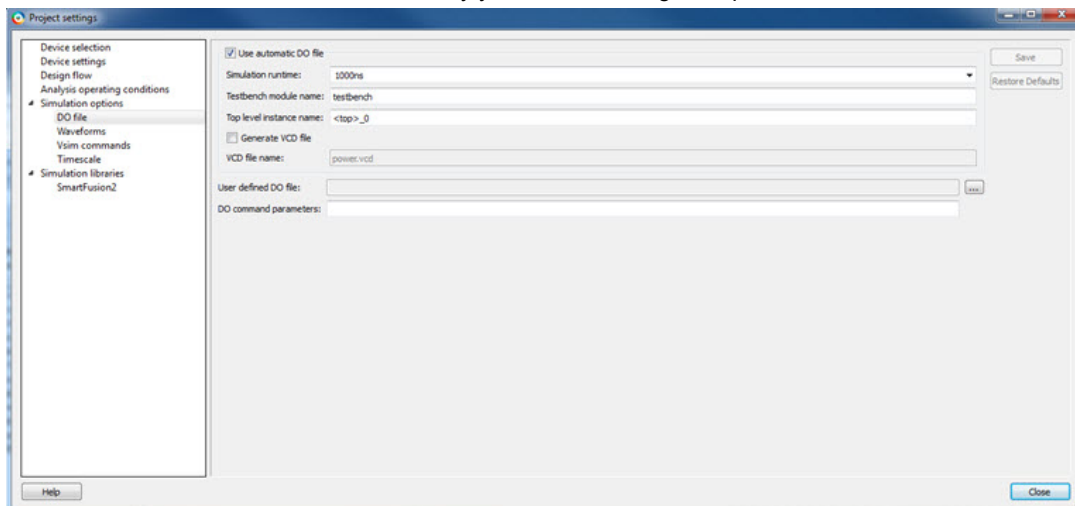 Project settings
Device selection
Device settings
Design flow
Analysis operating conditions
Simulation options
DO file
Waveforms
Vsim commands
Timescale
Simulation libraries
SmartFusion2
Use automatic DO file
Simulation runtime: 1000ns
Testbench module name: testbench
Top level instance name: <top>_0
Generate VCD file
VCD file name: power.vcd
User defined DO file: ...
DO command parameters:
Save
Restore Defaults
Help
Close